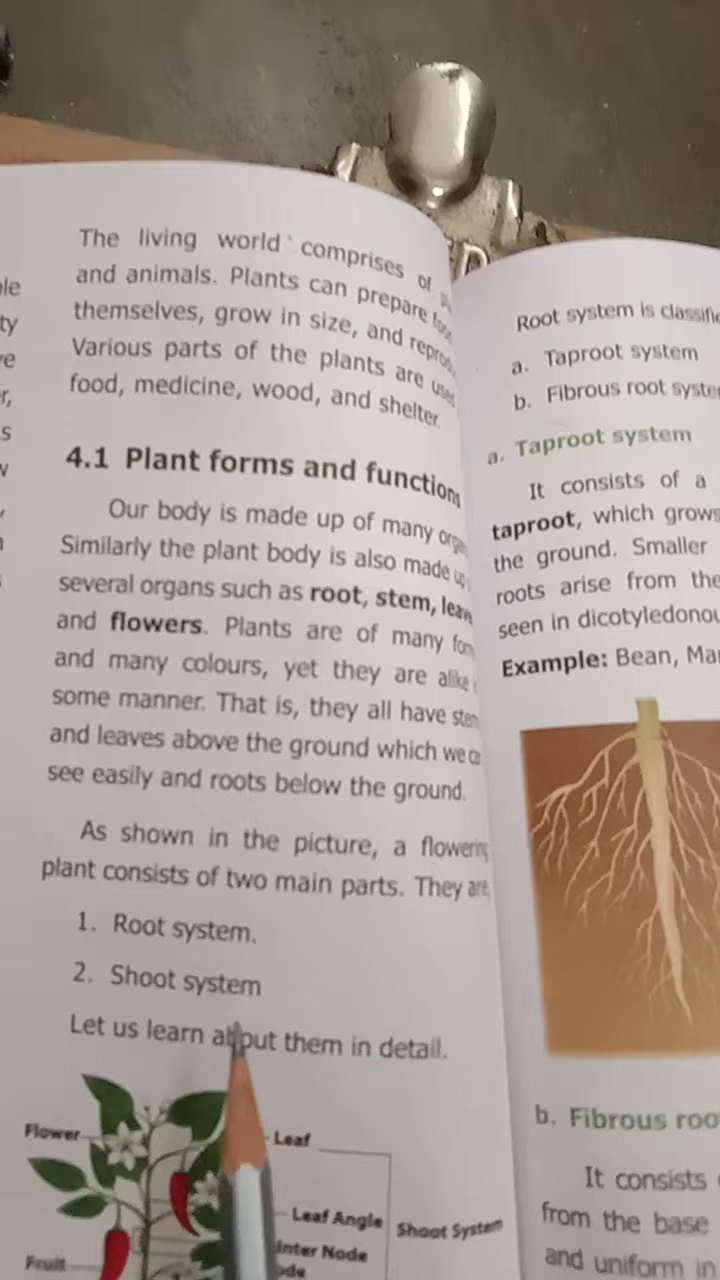 The living world comprises of
and animals. Plants can prepare
themselves, grow in size, and
Various parts of the plants are
food, medicine, wood, and shelter.
4.1 Plant forms and functions
Our body is made up of many
Similarly the plant body is also made
several organs such as root, stem,
and flowers. Plants are of many
and many colours, yet they are alike
some manner. That is, they all have
and leaves above the ground which we
see easily and roots below the ground.
As shown in the picture, a flowering
plant consists of two main parts. They are
1. Root system.
2. Shoot system
Let us learn about them in detail.
Flower
Leaf
Leaf Angle
Shoot System
Inter Node
Fruit
Root system is
a. Taproot system
b. Fibrous root
a. Taproot system
It consists of a
taproot, which grows
the ground. Smaller
roots arise from the
seen in
Example: Bean,
b. Fibrous
It consists
from the base
and uniform in